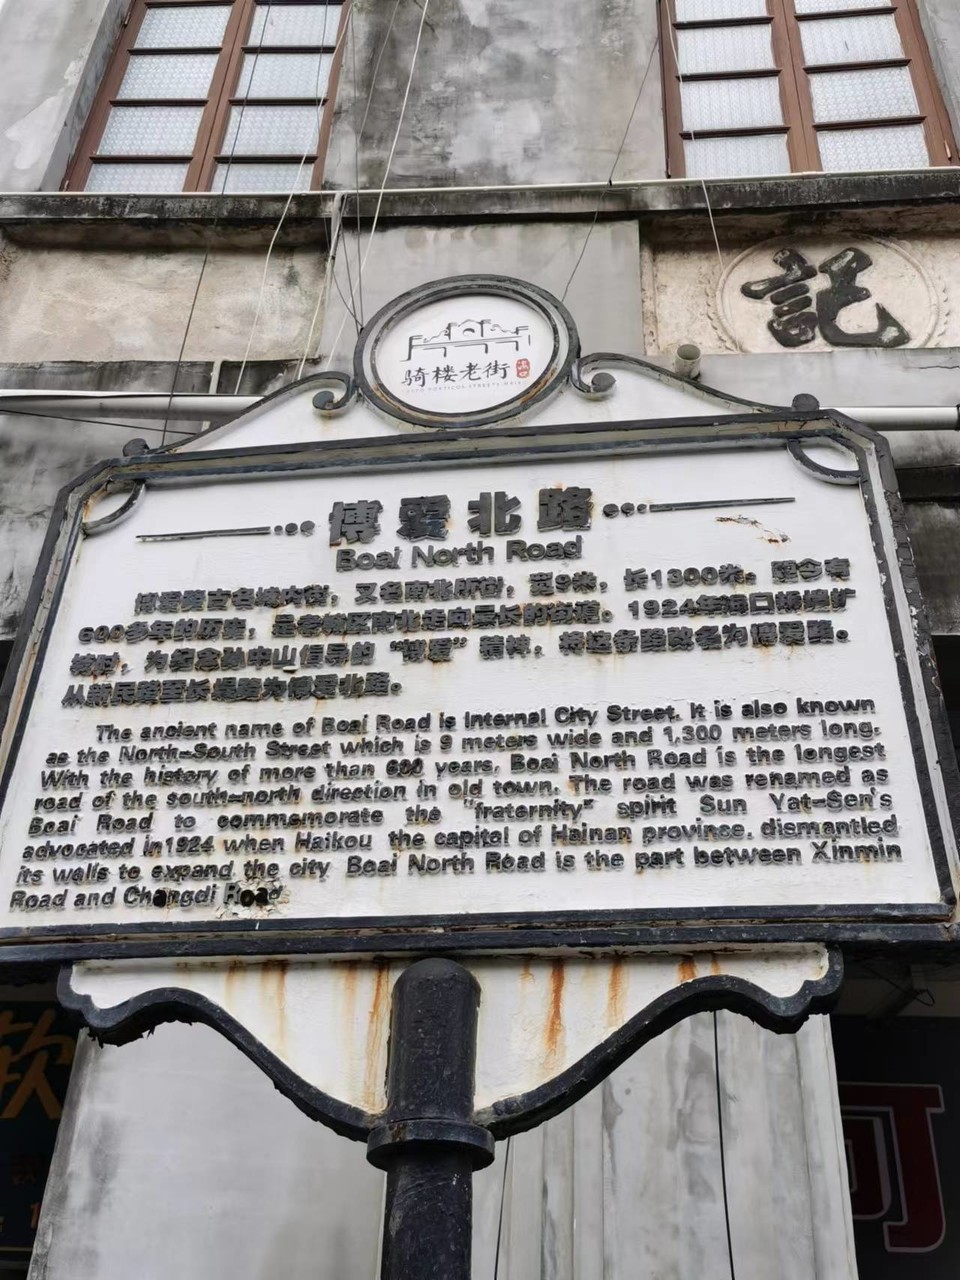 記
骑楼老街
海口
博爱北路
Boai North Road
博爱路古名城内街，又名南北所街，宽9米，长1300米。距今有
600多年的历史，是老城区南北走向最长的街道。1924年海口拆墙扩
城时，为纪念孙中山倡导的“博爱”精神，将这条路改名为博爱路。
从新民路至长堤路为博爱北路。
The ancient name of Boai Road is Internal City Street. It is also known
as the North-South Street which is 9 meters wide and 1,300 meters long.
With the history of more than 600 years, Boai North Road is the longest
road of the south-north direction in old town. The road was renamed as
Boai Road to commemorate the "fraternity" spirit Sun Yat-Sen's
advocated in1924 when Haikou the capital of Hainan province. dismantled
its walls to expand the city Boai North Road is the part between Xinmin
Road and Changdi Road
软
可